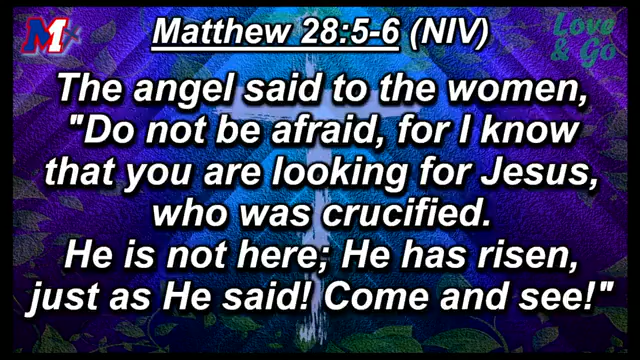 M
Love
& Go
Matthew 28:5-6 (NIV)
The angel said to the women,
"Do not be afraid, for I know
that you are looking for Jesus,
who was crucified.
He is not here; He has risen,
just as He said! Come and see!"